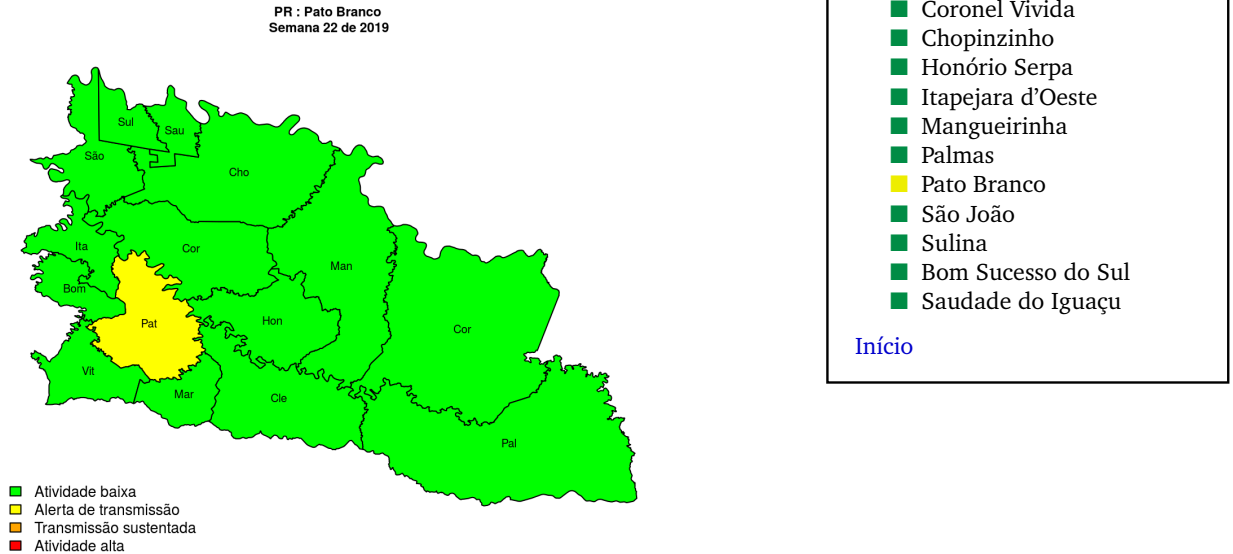 PR : Pato Branco
Semana 22 de 2019
Sul
Sau
São
Cho
Ita
Cor
Man
Bom
Pat
Hon
Cor
Vit
Mar
Cle
Pal
Atividade baixa
Alerta de transmissão
Transmissão sustentada
Atividade alta
Coronel Vivida
Chopinzinho
Honório Serpa
Itapejara d’Oeste
Mangueirinha
Palmas
Pato Branco
São João
Sulina
Bom Sucesso do Sul
Saudade do Iguaçu
Início